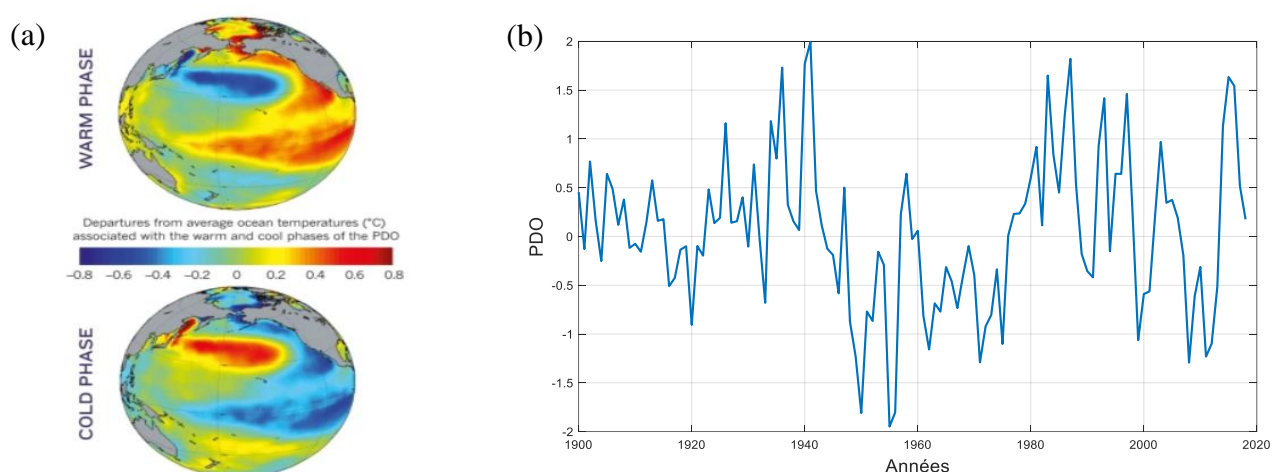 (a)
WARM PHASE
Departures from average ocean temperatures (°C)
associated with the warm and cool phases of the PDO
−0.8 −0.6 −0.4 −0.2 0 0.2 0.4 0.6 0.8
COLD PHASE
(b)
PDO
2
1.5
1
0.5
0
-0.5
-1
-1.5
-2
1900 1920 1940 1960 1980 2000 2020
Années